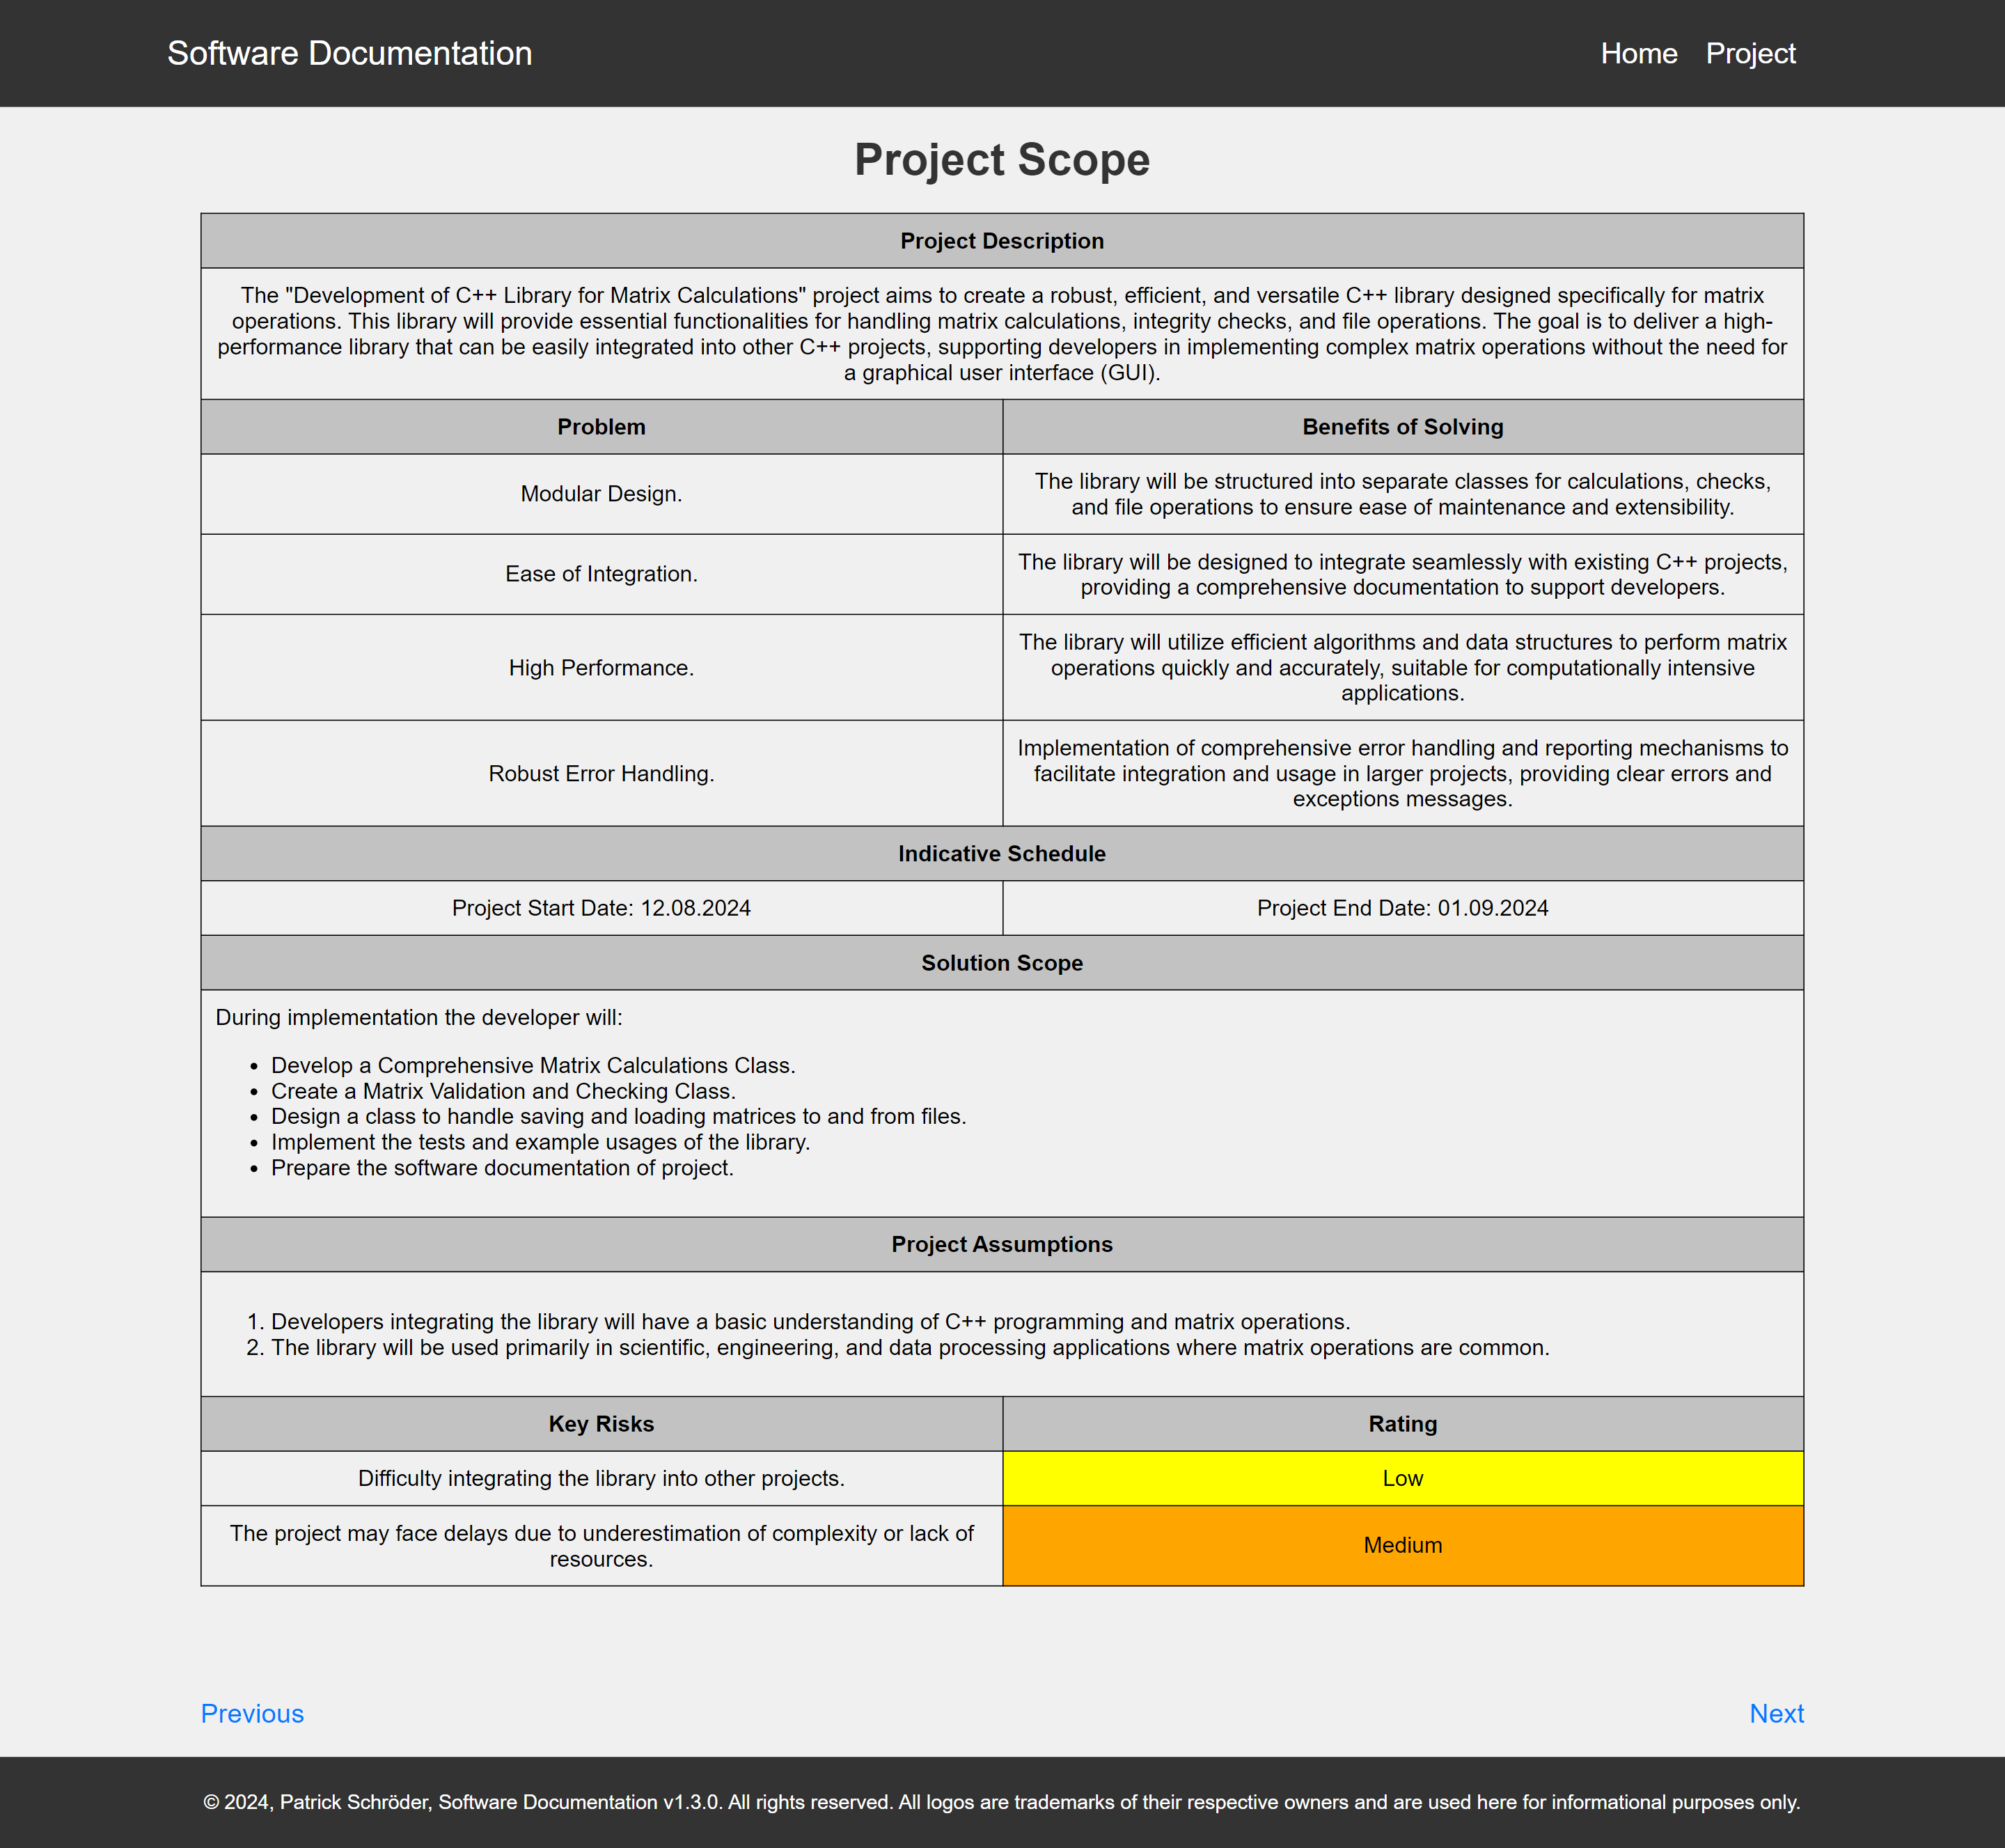 Software Documentation
Home Project
Project Scope
Project Description
The "Development of C++ Library for Matrix Calculations" project aims to create a robust, efficient, and versatile C++ library designed specifically for matrix
operations. This library will provide essential functionalities for handling matrix calculations, integrity checks, and file operations. The goal is to deliver a high-
performance library that can be easily integrated into other C++ projects, supporting developers in implementing complex matrix operations without the need for
a graphical user interface (GUI).
Problem
Benefits of Solving
Modular Design.
The library will be structured into separate classes for calculations, checks,
and file operations to ensure ease of maintenance and extensibility.
Ease of Integration.
The library will be designed to integrate seamlessly with existing C++ projects,
providing a comprehensive documentation to support developers.
High Performance.
The library will utilize efficient algorithms and data structures to perform matrix
operations quickly and accurately, suitable for computationally intensive
applications.
Robust Error Handling.
Implementation of comprehensive error handling and reporting mechanisms to
facilitate integration and usage in larger projects, providing clear errors and
exceptions messages.
Indicative Schedule
Project Start Date: 12.08.2024
Project End Date: 01.09.2024
Solution Scope
During implementation the developer will:
• Develop a Comprehensive Matrix Calculations Class.
• Create a Matrix Validation and Checking Class.
• Design a class to handle saving and loading matrices to and from files.
• Implement the tests and example usages of the library.
• Prepare the software documentation of project.
Project Assumptions
1. Developers integrating the library will have a basic understanding of C++ programming and matrix operations.
2. The library will be used primarily in scientific, engineering, and data processing applications where matrix operations are common.
Key Risks
Rating
Difficulty integrating the library into other projects.
Low
The project may face delays due to underestimation of complexity or lack of
resources.
Medium
Previous
Next
© 2024, Patrick Schröder, Software Documentation v1.3.0. All rights reserved. All logos are trademarks of their respective owners and are used here for informational purposes only.